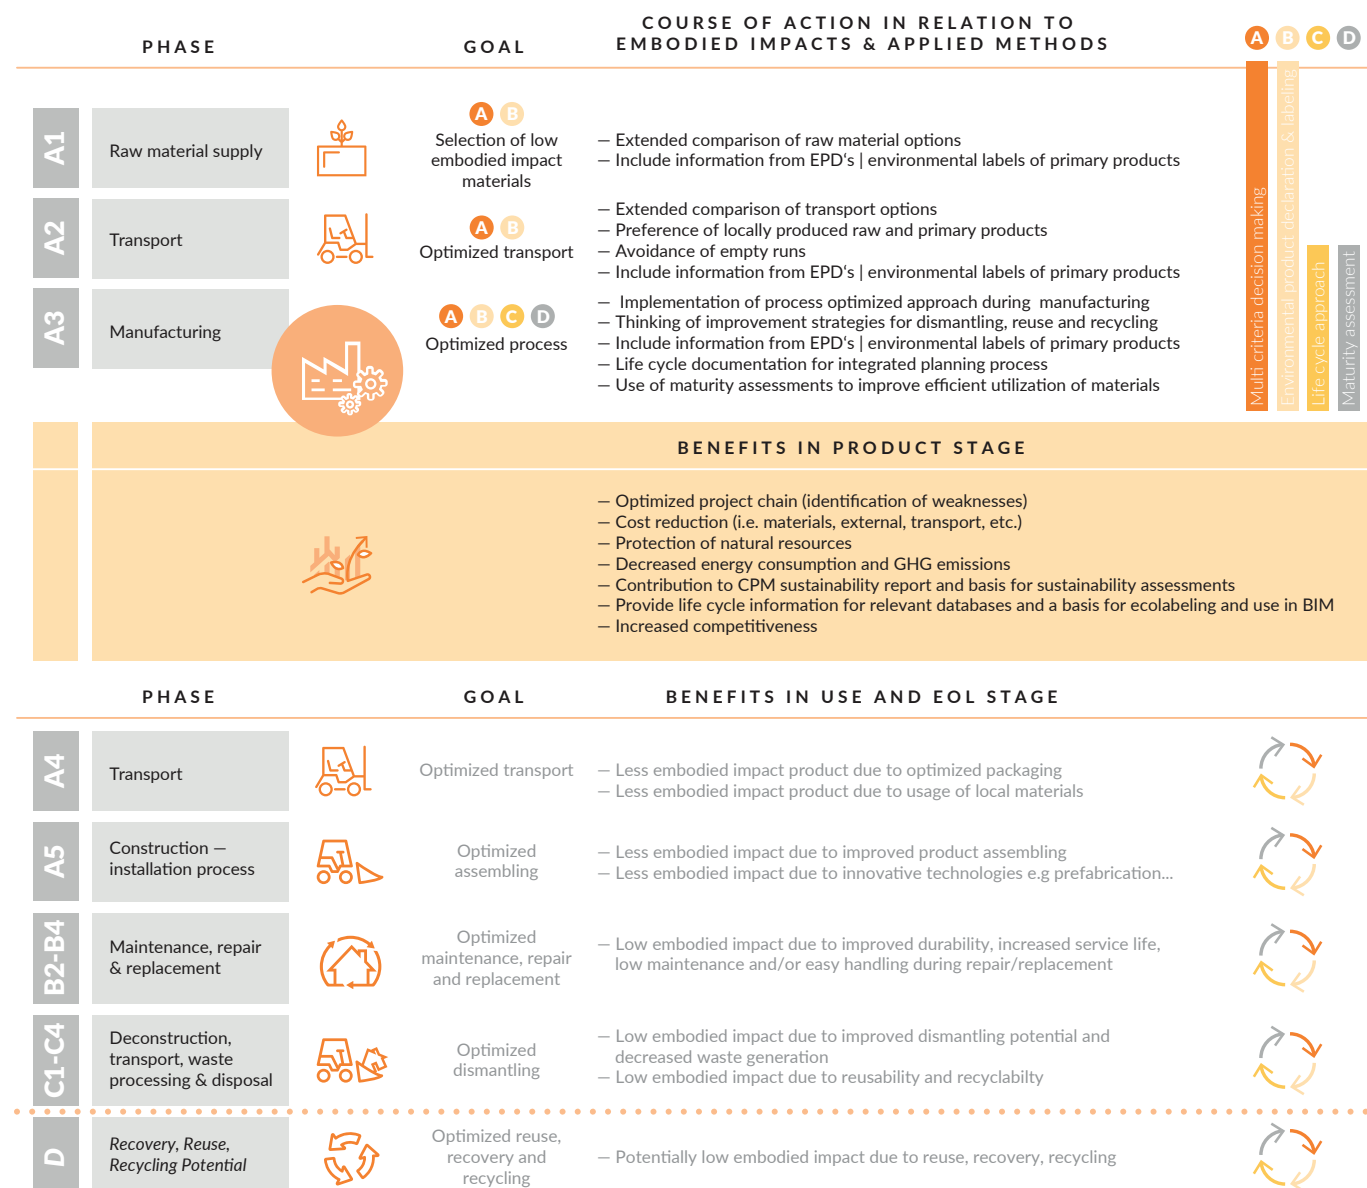 PHASE
GOAL
COURSE OF ACTION IN RELATION TO
EMBODIED IMPACTS & APPLIED METHODS
A B C D
A1
Raw material supply
A B
Selection of low
embodied impact
materials
— Extended comparison of raw material options
— Include information from EPD‘s | environmental labels of primary products
A2
Transport
A B
Optimized transport
— Extended comparison of transport options
— Preference of locally produced raw and primary products
— Avoidance of empty runs
— Include information from EPD‘s | environmental labels of primary products
A3
Manufacturing
A B C D
Optimized process
— Implementation of process optimized approach during manufacturing
— Thinking of improvement strategies for dismantling, reuse and recycling
— Include information from EPD‘s | environmental labels of primary products
— Life cycle documentation for integrated planning process
— Use of maturity assessments to improve efficient utilization of materials
Multi criteria decision making
Environmental product declaration & labeling
Life cycle approach
Maturity assessment
BENEFITS IN PRODUCT STAGE
— Optimized project chain (identification of weaknesses)
— Cost reduction (i.e. materials, external, transport, etc.)
— Protection of natural resources
— Decreased energy consumption and GHG emissions
— Contribution to CPM sustainability report and basis for sustainability assessments
— Provide life cycle information for relevant databases and a basis for ecolabeling and use in BIM
— Increased competitiveness
PHASE
GOAL
BENEFITS IN USE AND EOL STAGE
A4
Transport
Optimized transport
— Less embodied impact product due to optimized packaging
— Less embodied impact product due to usage of local materials
A5
Construction —
installation process
Optimized
assembling
— Less embodied impact due to improved product assembling
— Less embodied impact due to innovative technologies e.g prefabrication...
B2-B4
Maintenance, repair
& replacement
Optimized
maintenance, repair
and replacement
— Low embodied impact due to improved durability, increased service life,
low maintenance and/or easy handling during repair/replacement
C1-C4
Deconstruction,
transport, waste
processing & disposal
Optimized
dismantling
— Low embodied impact due to improved dismantling potential and
decreased waste generation
— Low embodied impact due to reusability and recyclabilty
D
Recovery, Reuse,
Recycling Potential
Optimized reuse,
recovery and
recycling
— Potentially low embodied impact due to reuse, recovery, recycling